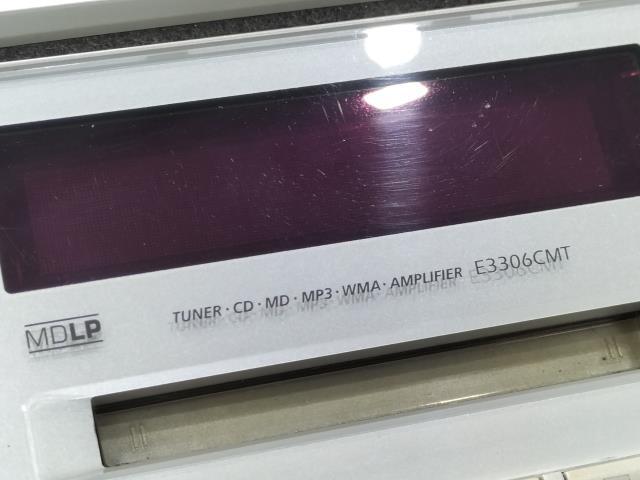 TUNER・CD・MD・MP3・WMA・AMPLIFIER E3306CMT
MDLP